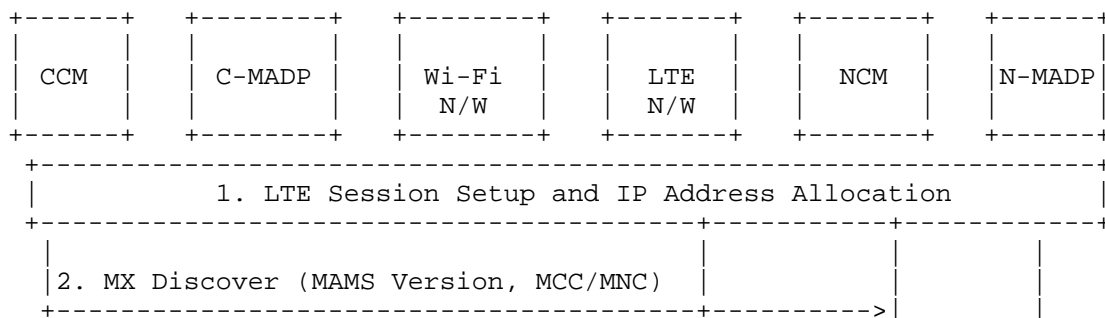 CCM C-MADP Wi-Fi LTE NCM N-MADP
N/W N/W
1. LTE Session Setup and IP Address Allocation
2. MX Discover (MAMS Version, MCC/MNC)